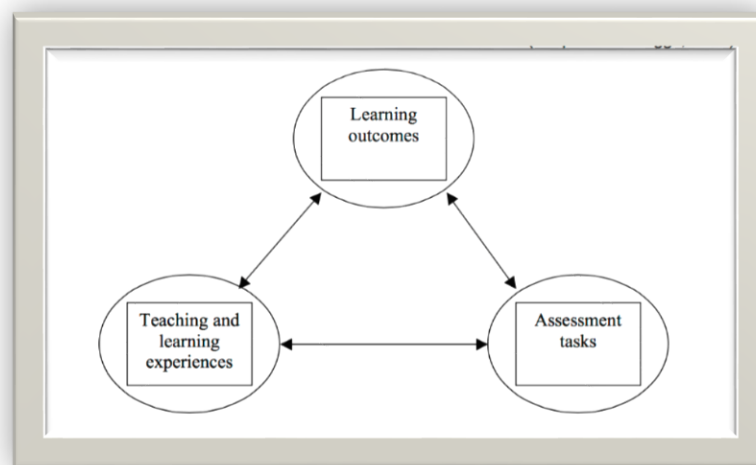 Learning
outcomes
Teaching and
learning
experiences
Assessment
tasks